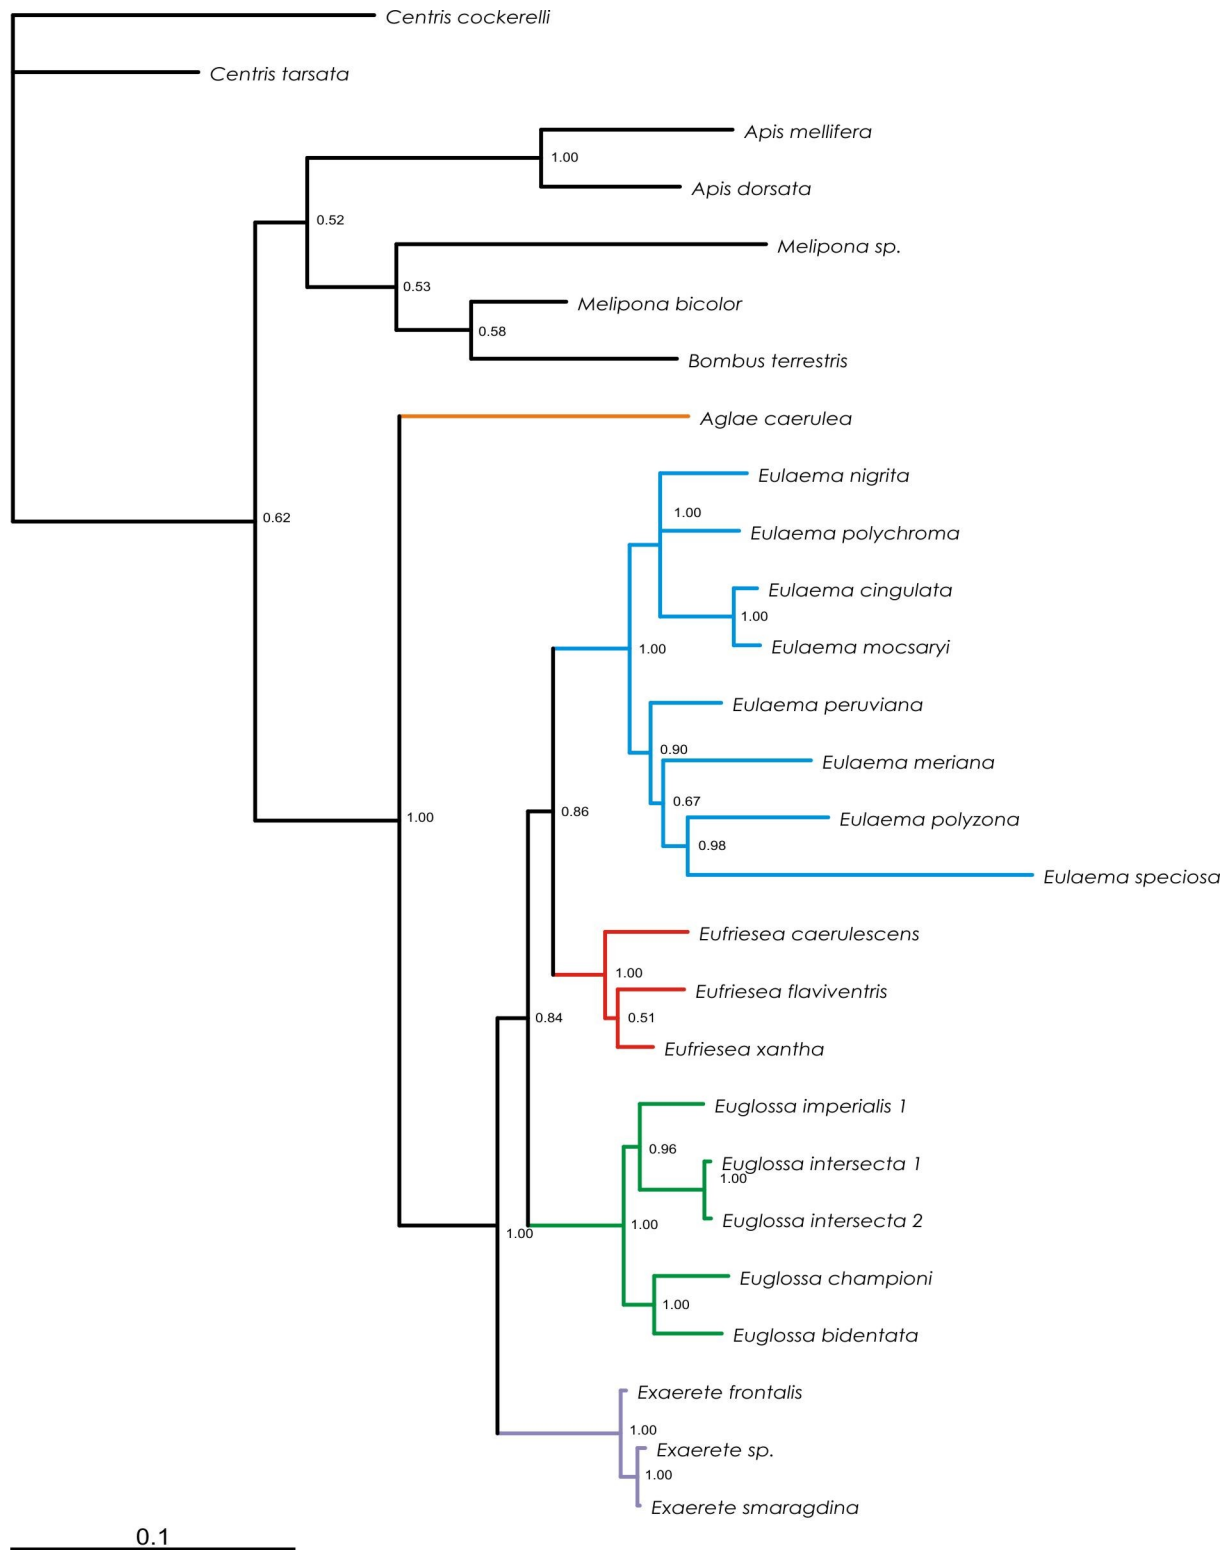 Centris cockerelli
Centris tarsata
Apis mellifera
1.00
Apis dorsata
0.52
Melipona sp.
0.53
Melipona bicolor
0.58
Bombus terrestris
Aglae caerulea
Eulaema nigrita
1.00
0.62
Eulaema polychroma
Eulaema cingulata
1.00
Eulaema mocsaryi
1.00
Eulaema peruviana
0.90
Eulaema meriana
0.67
1.00
0.86
Eulaema polyzona
0.98
Eulaema speciosa
Eufriesea caerulescens
1.00
Eufriesea flaviventris
0.84
0.51
Eufriesea xantha
Euglossa imperialis 1
0.96
Euglossa intersecta 1
1.00
Euglossa intersecta 2
1.00
1.00
Euglossa championi
1.00
Euglossa bidentata
Exaerete frontalis
1.00
Exaerete sp.
1.00
Exaerete smaragdina
0.1